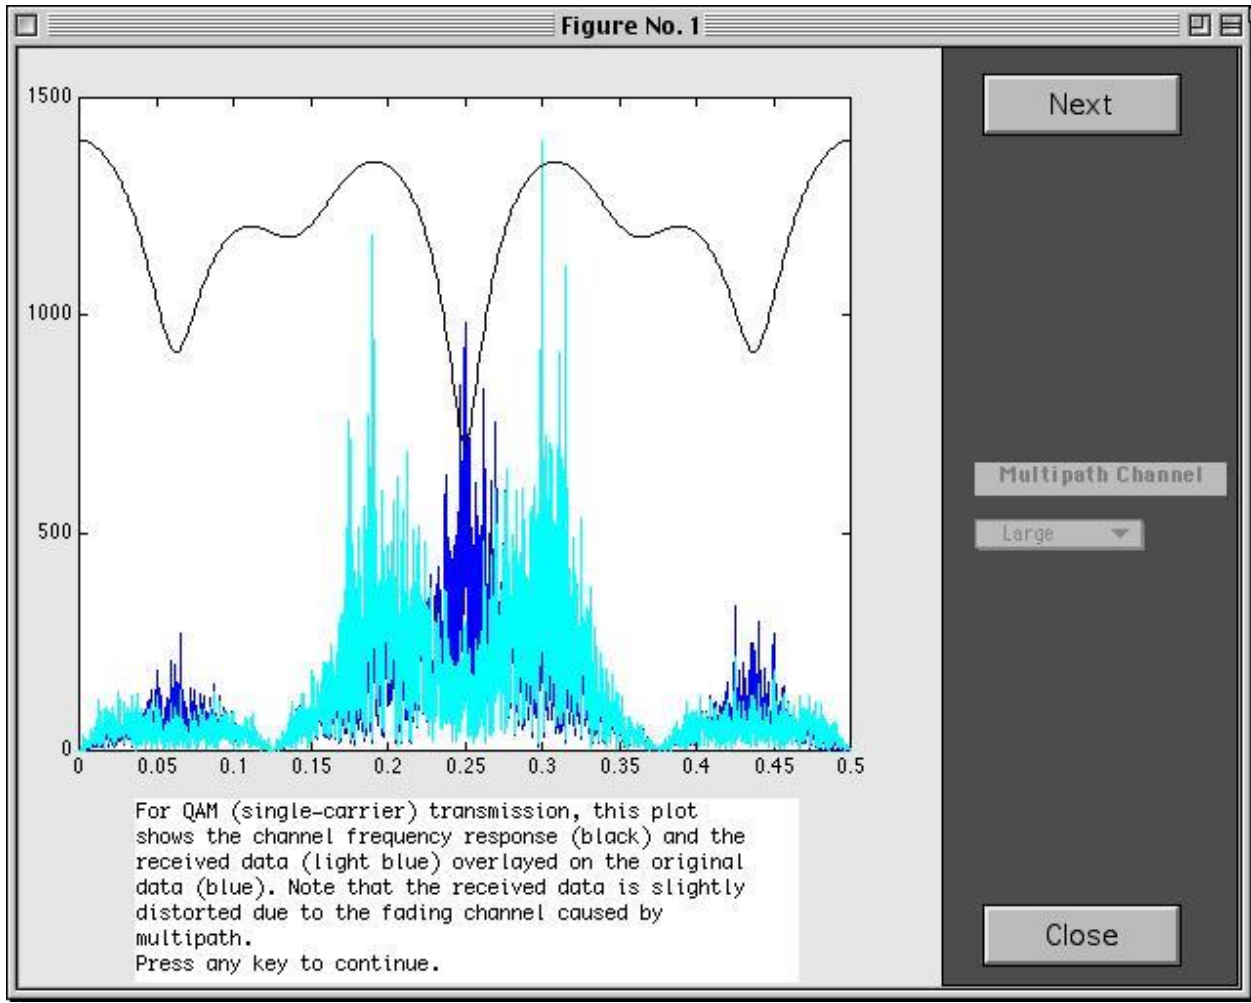 Figure No. 1
Next
1500
1000
500
0
0 0.05 0.1 0.15 0.2 0.25 0.3 0.35 0.4 0.45 0.5
Multipath Channel
Large
For QAM (single-carrier) transmission, this plot
shows the channel frequency response (black) and the
received data (light blue) overlayed on the original
data (blue). Note that the received data is slightly
distorted due to the fading channel caused by
multipath.
Press any key to continue.
Close